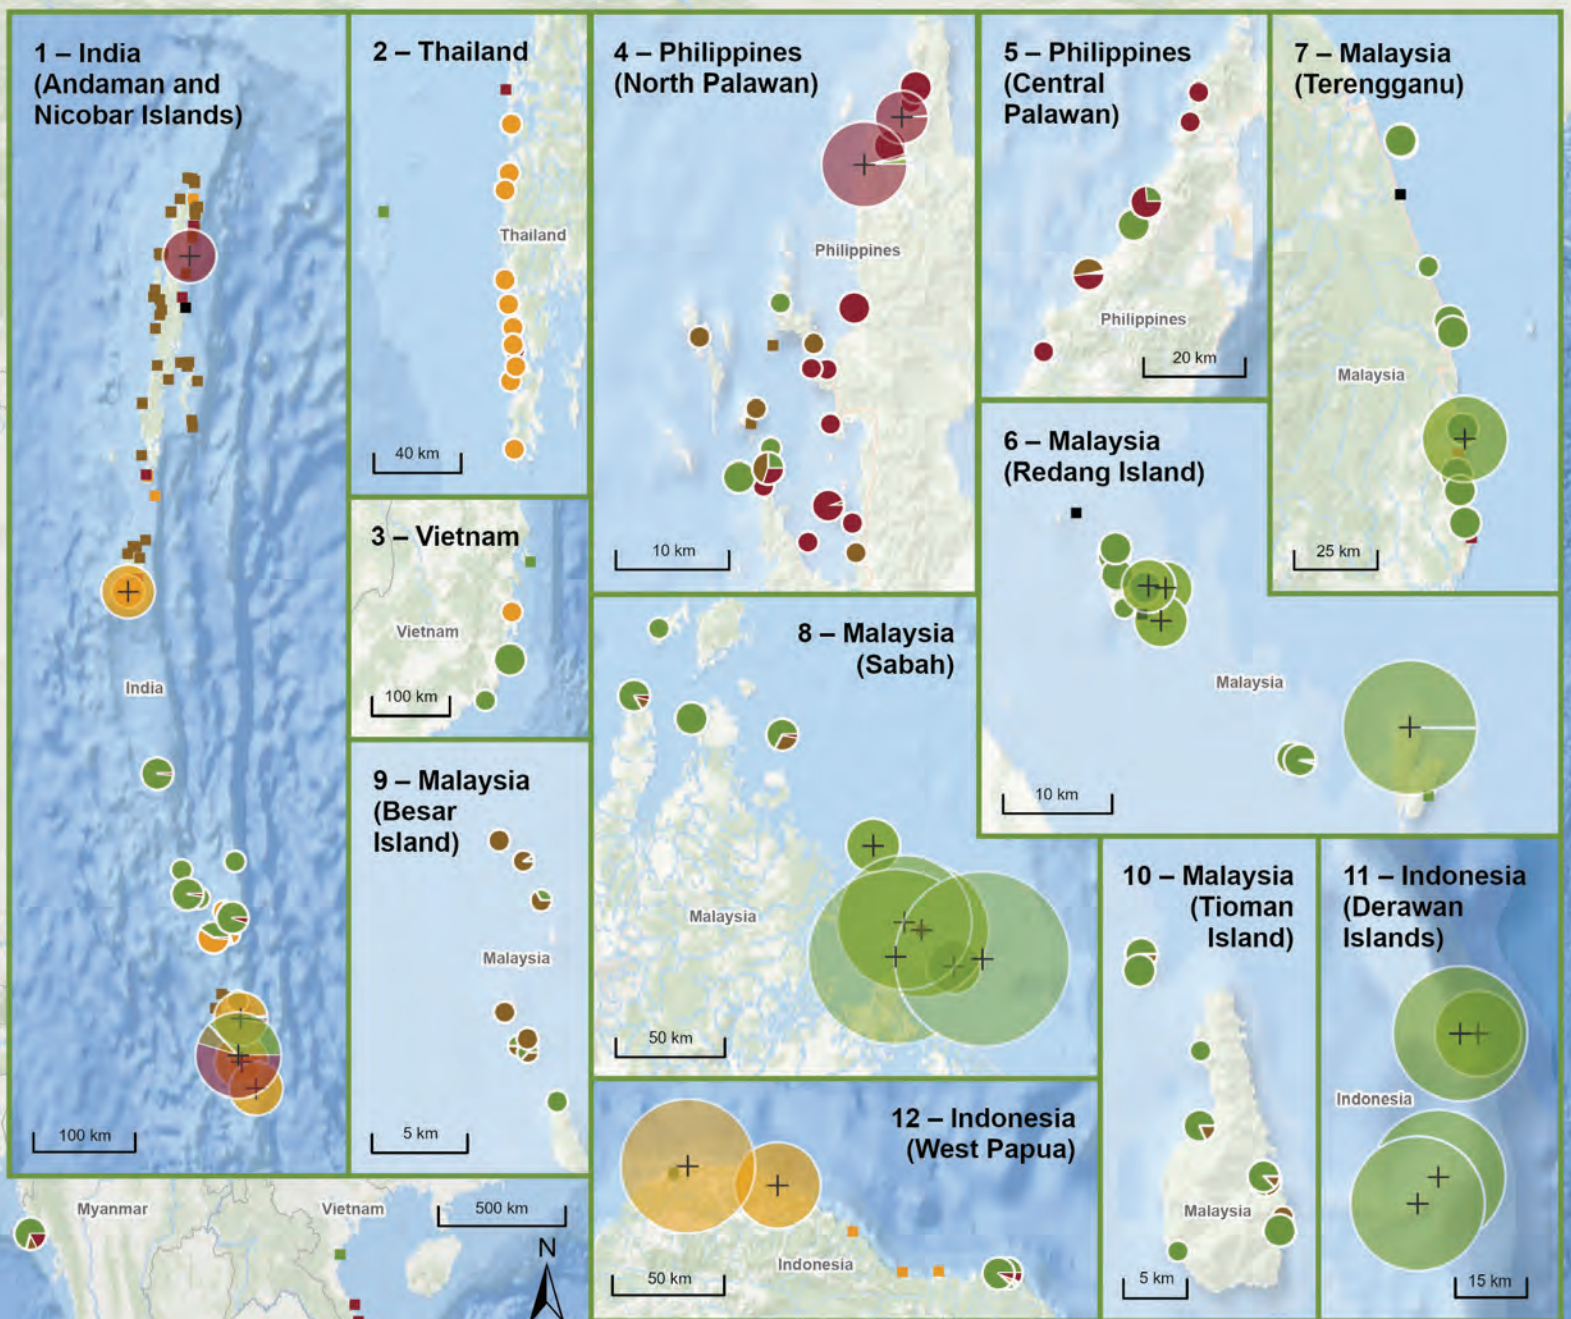 1 – India
(Andaman and
Nicobar Islands)
India
100 km
2 – Thailand
Thailand
40 km
3 – Vietnam
Vietnam
100 km
4 – Philippines
(North Palawan)
Philippines
10 km
5 – Philippines
(Central
Palawan)
Philippines
20 km
6 – Malaysia
(Redang Island)
Malaysia
10 km
7 – Malaysia
(Terengganu)
Malaysia
25 km
8 – Malaysia
(Sabah)
Malaysia
50 km
9 – Malaysia
(Besar
Island)
Malaysia
5 km
10 – Malaysia
(Tioman
Island)
Malaysia
5 km
11 – Indonesia
(Derawan
Islands)
Indonesia
15 km
12 – Indonesia
(West Papua)
Indonesia
50 km
Myanmar
Vietnam
500 km
N